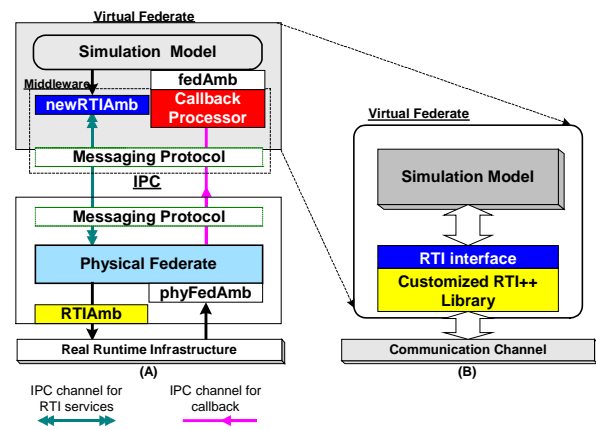 Virtual Federate
Simulation Model
fedAmb
Middleware
newRTIAmb
Callback
Processor
Messaging Protocol
IPC
Messaging Protocol
Physical Federate
phyFedAmb
RTIAmb
Real Runtime Infrastructure
(A)
IPC channel for
RTI services
IPC channel for
callback
Virtual Federate
Simulation Model
RTI interface
Customized RTI++
Library
Communication Channel
(B)